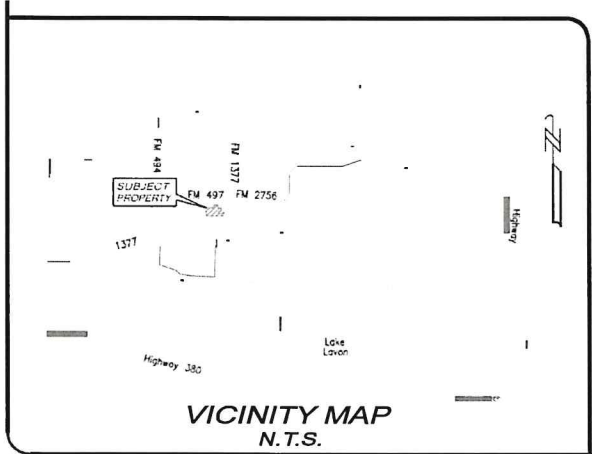 FM 494
FM 1377
SUBJECT
PROPERTY
FM 497 FM 2756
Highway
1377
Lake
Lavon
Highway 380
VICINITY MAP
N.T.S.